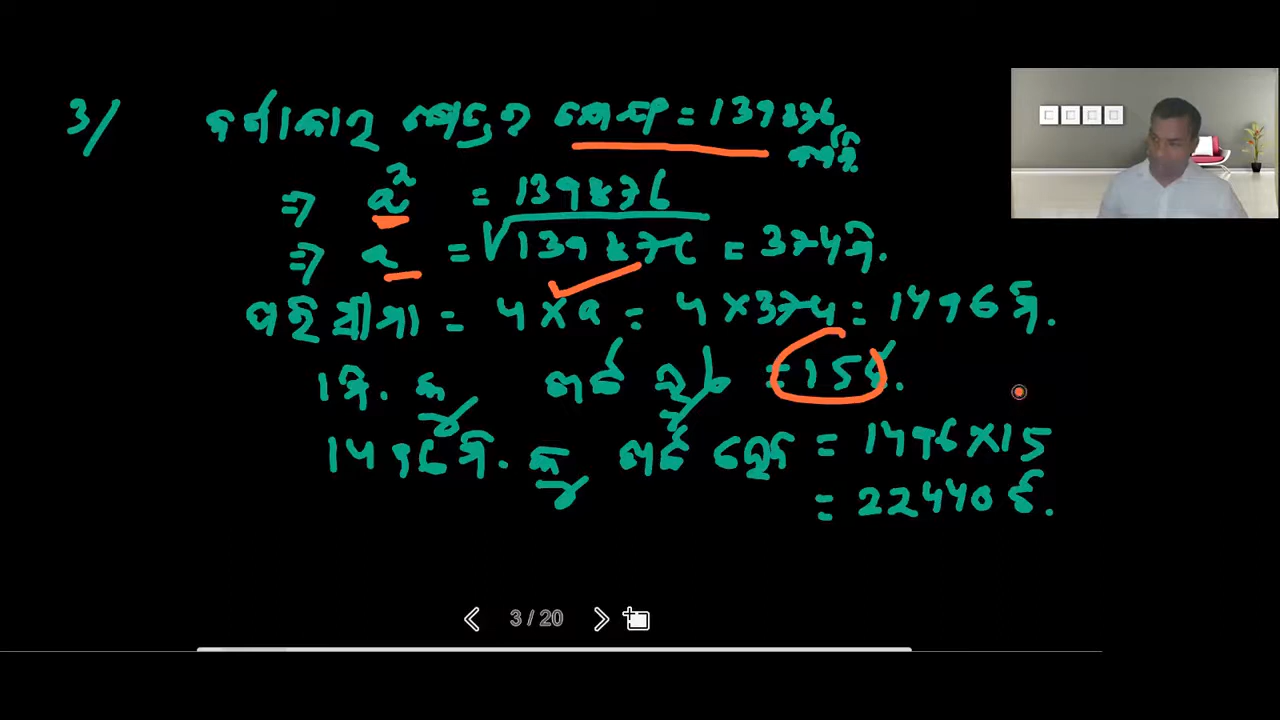 3/ ବର୍ଗାକାର କ୍ଷେତ୍ରର କ୍ଷେତ୍ରଫଳ = 139876 ବର୍ଗମି
⇒ a² = 139876
⇒ a = √139876 = 374 ମି.
ପରିସୀମା = 4 × a = 4 × 374 = 1496 ମି.
1 ମି. କୁ ଖର୍ଚ୍ଚ ହୁଏ = 15 ଟ.
1496 ମି. କୁ ଖର୍ଚ୍ଚ ହେବ = 1496 × 15
= 22440 ଟ.
3 / 20